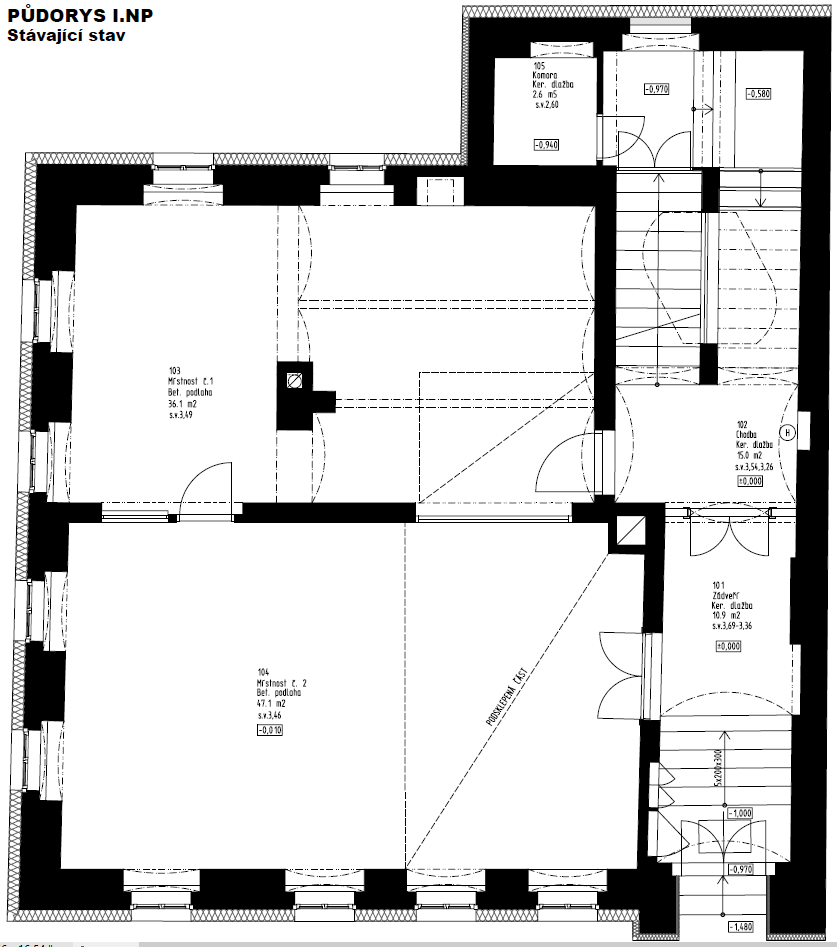 PŮDORYS I.NP
Stávající stav
105
Komora
Ker. dlažba
2.6 m5
s.v.2,60
-0,940
-0,970
-0,580
103
Místnost č.1
Bet. podlaha
36.1 m2
s.v.3,49
102
Chodba
Ker. dlažba
15.0 m2
s.v.3,54,3,26
±0,000
H
101
Zádveří
Ker. dlažba
10.9 m2
s.v.3,69-3,36
±0,000
104
Místnost č. 2
Bet. podlaha
47.1 m2
s.v.3,46
-0,010
PODSKLEPENÁ ČÁST
5x200x300
-1,000
-0,970
-1,480